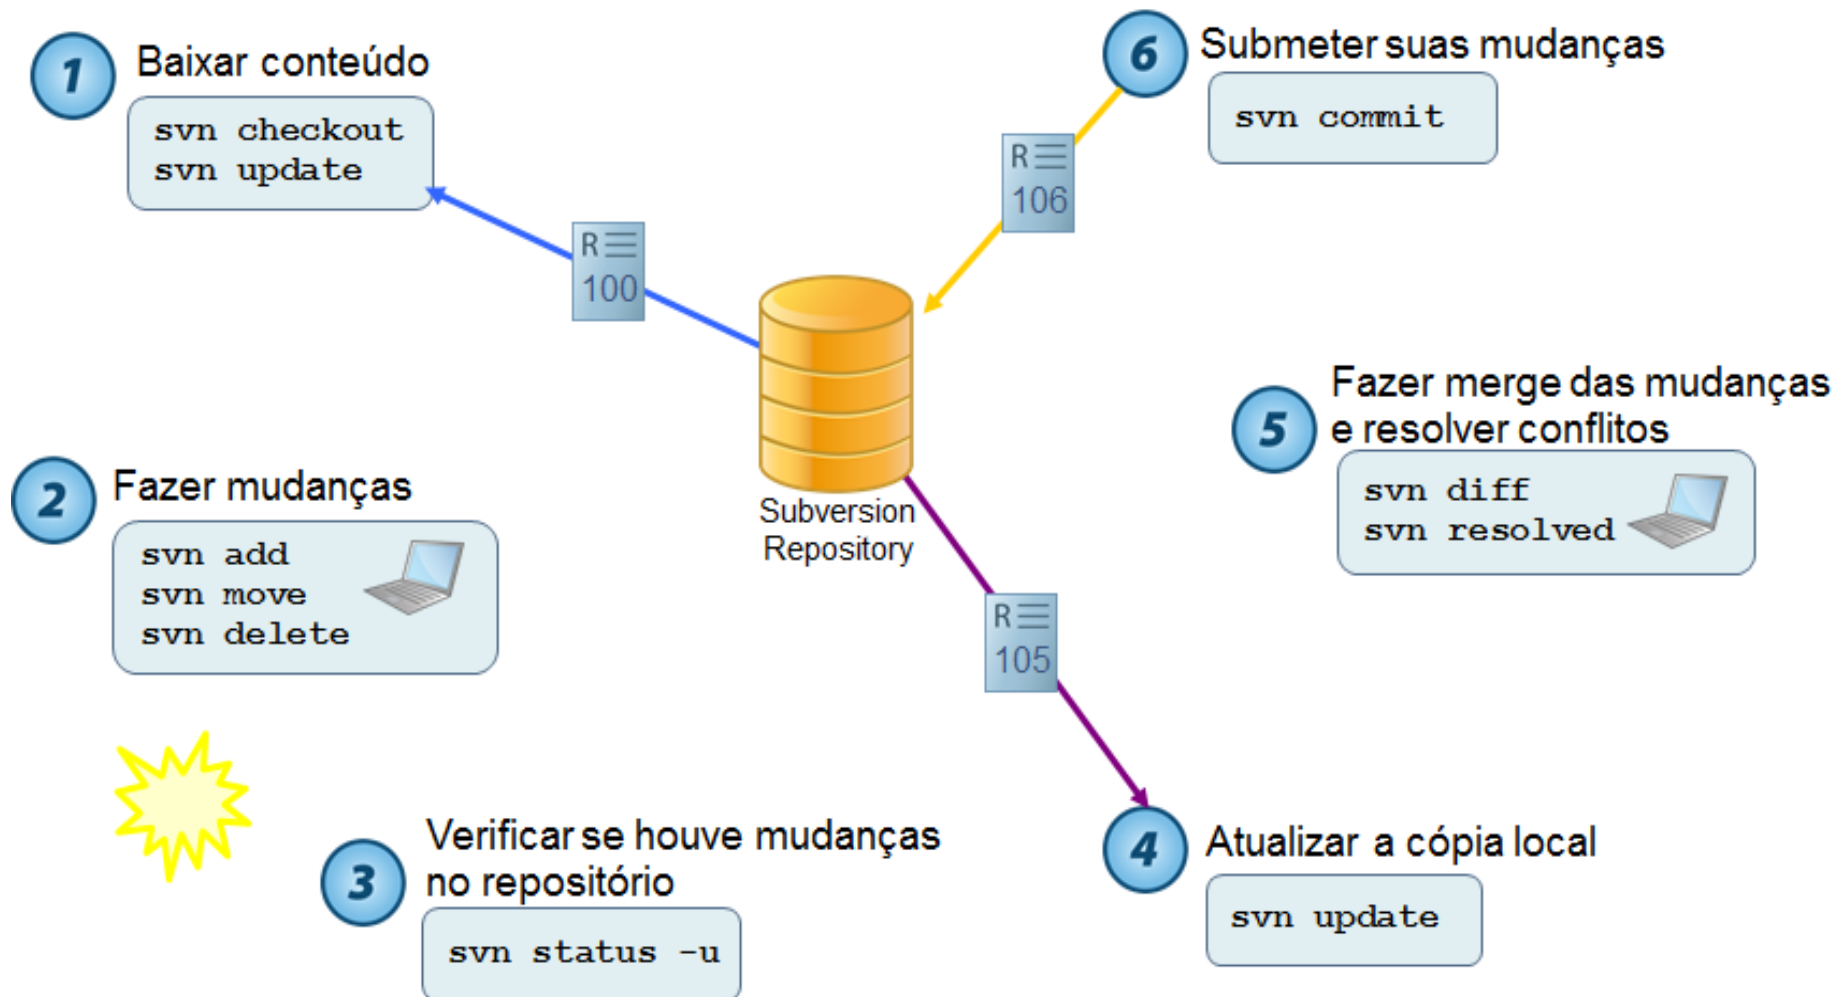 1
Baixar conteúdo
svn checkout
svn update
R
100
2
Fazer mudanças
svn add
svn move
svn delete
3
Verificar se houve mudanças
no repositório
svn status -u
Subversion
Repository
R
105
4
Atualizar a cópia local
svn update
5
Fazer merge das mudanças
e resolver conflitos
svn diff
svn resolved
6
Submeter suas mudanças
svn commit
R
106